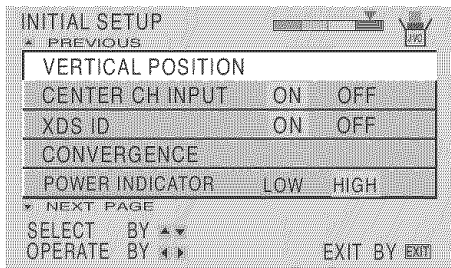 INITIAL SETUP
▲ PREVIOUS
VERTICAL POSITION
CENTER CH INPUT ON OFF
XDS ID ON OFF
CONVERGENCE
POWER INDICATOR LOW HIGH
▼ NEXT PAGE
SELECT BY ▲▼
OPERATE BY ◀▶ EXIT BY EXIT